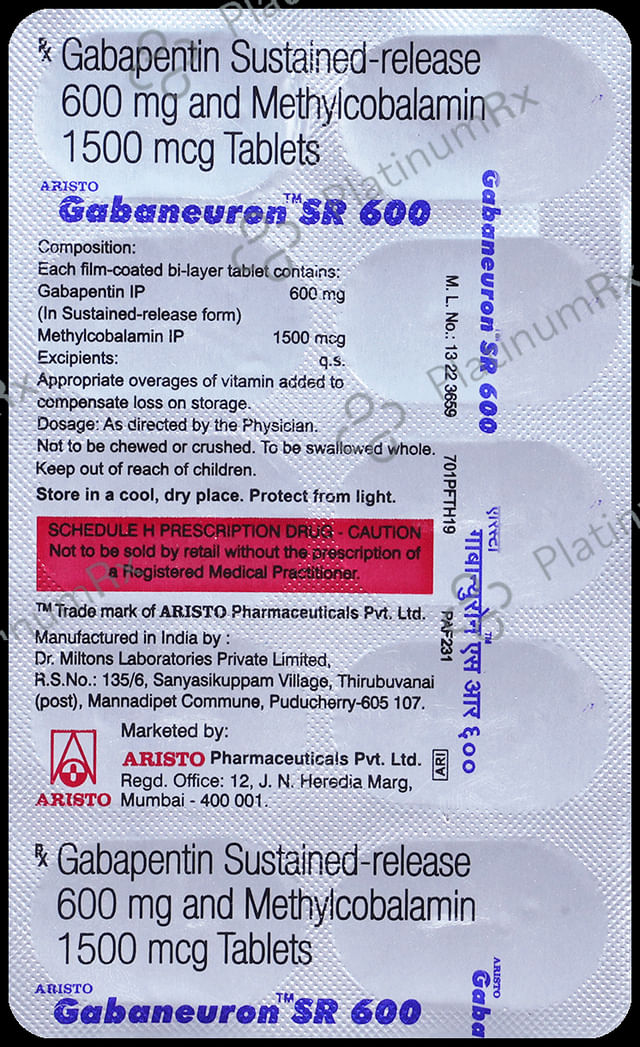 Rx Gabapentin Sustained-release
600 mg and Methylcobalamin
1500 mcg Tablets
ARISTO
Gabaneuron™ SR 600
Composition:
Each film-coated bi-layer tablet contains:
Gabapentin IP 600 mg
(In Sustained-release form)
Methylcobalamin IP 1500 mcg
Excipients: q.s.
Appropriate overages of vitamin added to
compensate loss on storage.
Dosage: As directed by the Physician.
Not to be chewed or crushed. To be swallowed whole.
Keep out of reach of children.
Store in a cool, dry place. Protect from light.
SCHEDULE H PRESCRIPTION DRUG - CAUTION
Not to be sold by retail without the prescription of
a Registered Medical Practitioner.
™ Trade mark of ARISTO Pharmaceuticals Pvt. Ltd.
Manufactured in India by :
Dr. Miltons Laboratories Private Limited,
R.S.No.: 135/6, Sanyasikuppam Village, Thirubuvanai
(post), Mannadipet Commune, Puducherry-605 107.
Marketed by:
ARISTO Pharmaceuticals Pvt. Ltd.
Regd. Office: 12, J. N. Heredia Marg,
Mumbai - 400 001.
ARISTO
ARI
Rx Gabapentin Sustained-release
600 mg and Methylcobalamin
1500 mcg Tablets
ARISTO
Gabaneuron™ SR 600
M. L. No.: 13 22 3659
701PFTH19
PAF231
Gabaneuron™ SR 600
एरिस्टो
गाबान्युरोन™ एस आर ६००
ARISTO
Gaba
PlatinumRx
PlatinumRx
PlatinumRx